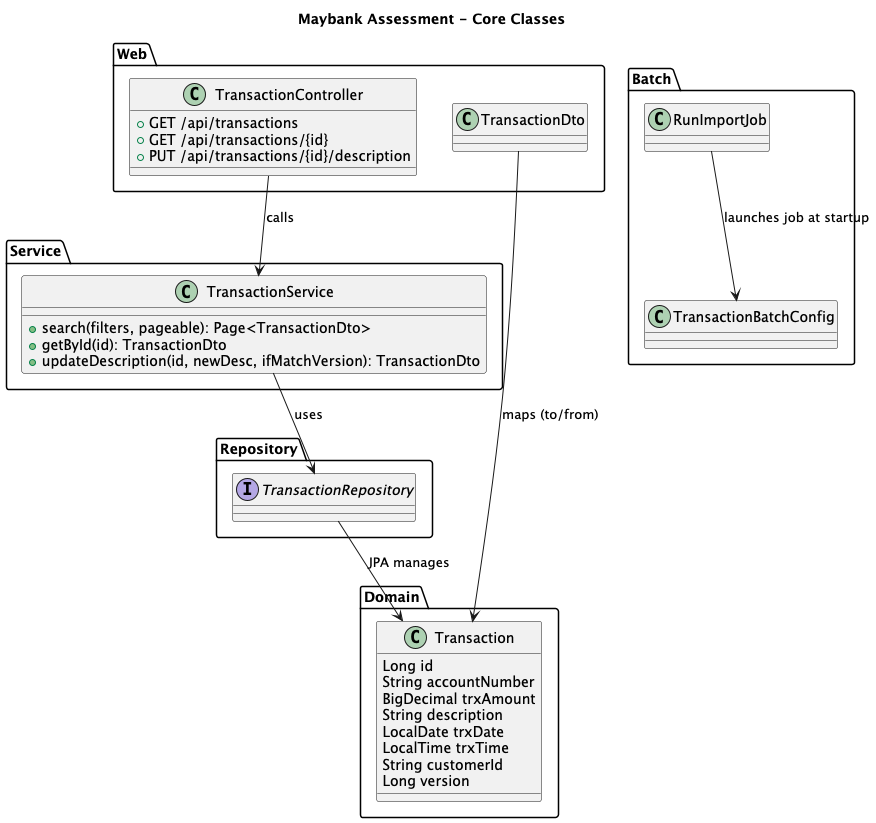 Maybank Assessment - Core Classes
Web
C TransactionController
GET /api/transactions
GET /api/transactions/{id}
PUT /api/transactions/{id}/description
C TransactionDto
Batch
C RunImportJob
calls
launches job at startup
Service
C TransactionService
search(filters, pageable): Page<TransactionDto>
getById(id): TransactionDto
updateDescription(id, newDesc, ifMatchVersion): TransactionDto
C TransactionBatchConfig
uses
maps (to/from)
Repository
I TransactionRepository
JPA manages
Domain
C Transaction
Long id
String accountNumber
BigDecimal trxAmount
String description
LocalDate trxDate
LocalTime trxTime
String customerId
Long version